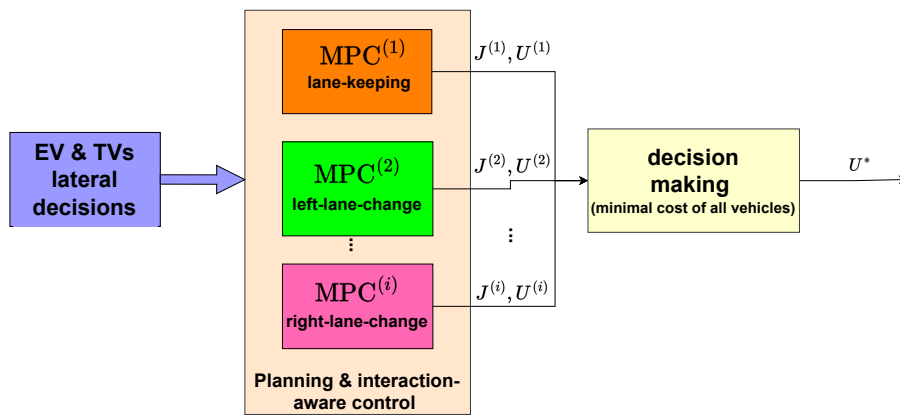 EV & TVs
lateral
decisions
MPC^{(1)}
lane-keeping
MPC^{(2)}
left-lane-change
⋮
MPC^{(i)}
right-lane-change
Planning & interaction-
aware control
J^{(1)}, U^{(1)}
J^{(2)}, U^{(2)}
⋮
J^{(i)}, U^{(i)}
decision
making
(minimal cost of all vehicles)
U^*